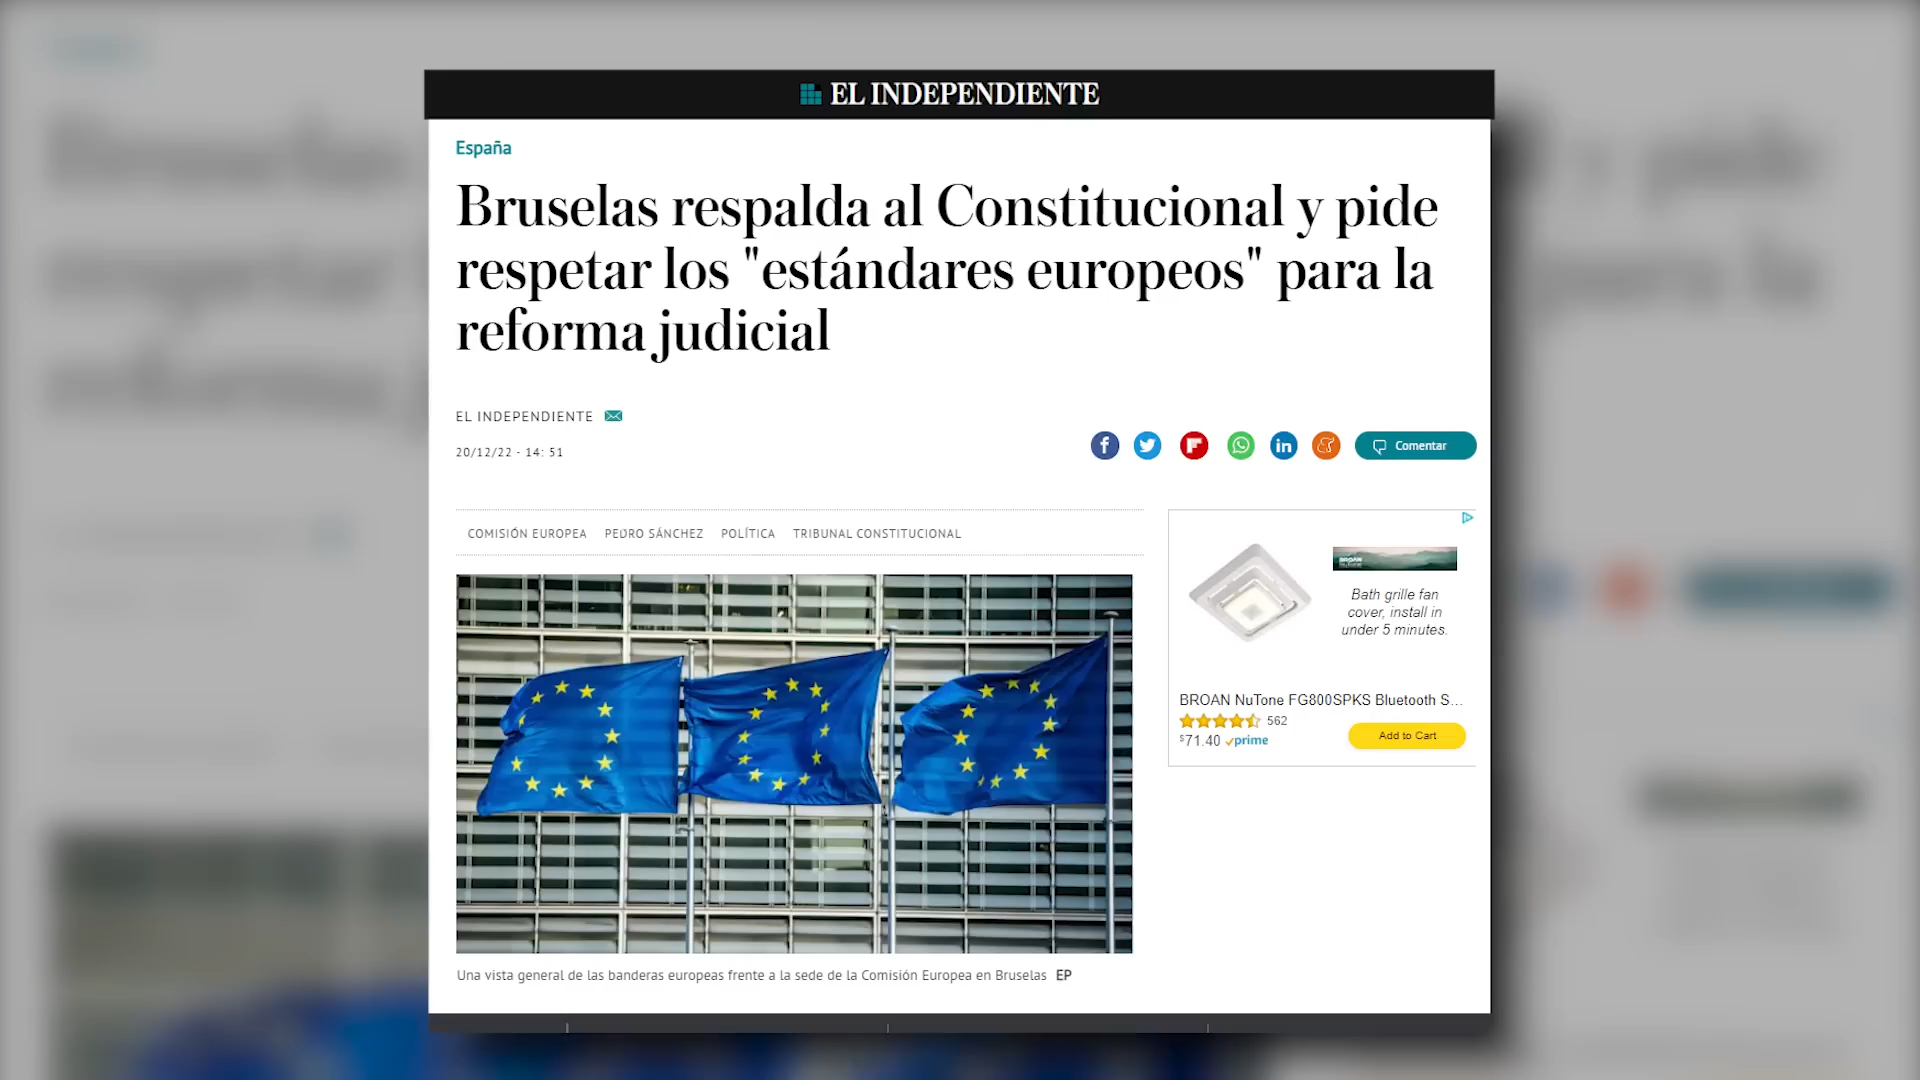 EL INDEPENDIENTE
España
Bruselas respalda al Constitucional y pide
respetar los "estándares europeos" para la
reforma judicial
EL INDEPENDIENTE
20/12/22 - 14: 51
Comentar
COMISIÓN EUROPEA PEDRO SÁNCHEZ POLÍTICA TRIBUNAL CONSTITUCIONAL
Bath grille fan
cover, install in
under 5 minutes.
BROAN NuTone FG800SPKS Bluetooth S...
562
$71.40 prime
Add to Cart
Una vista general de las banderas europeas frente a la sede de la Comisión Europea en Bruselas EP